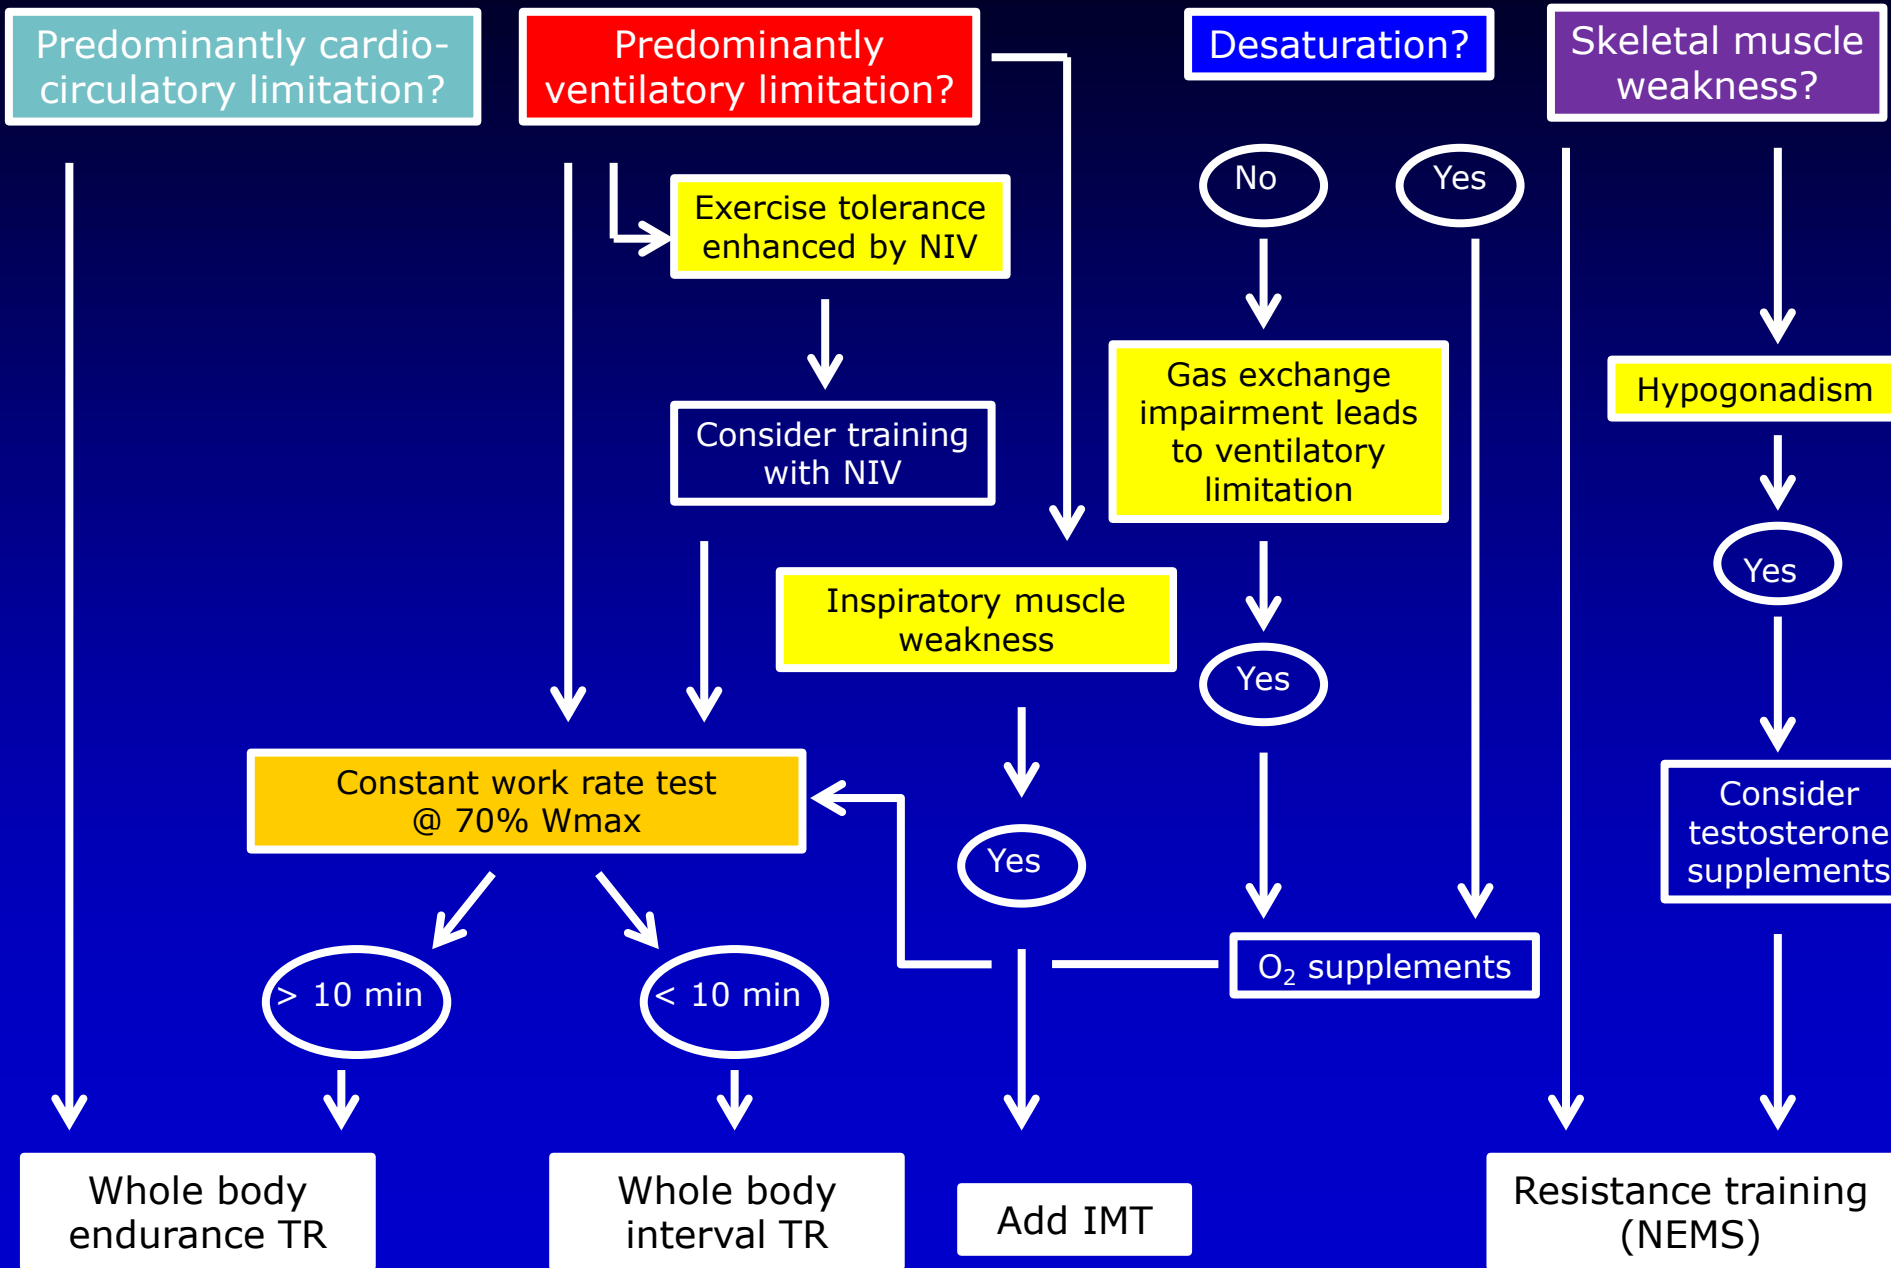 Predominantly cardio-
circulatory limitation?
Predominantly
ventilatory limitation?
Desaturation?
Skeletal muscle
weakness?
No
Yes
Exercise tolerance
enhanced by NIV
Gas exchange
impairment leads
to ventilatory
limitation
Hypogonadism
Consider training
with NIV
Yes
Inspiratory muscle
weakness
Yes
Constant work rate test
@ 70% Wmax
Consider
testosterone
supplements
Yes
O₂ supplements
> 10 min
< 10 min
Whole body
endurance TR
Whole body
interval TR
Add IMT
Resistance training
(NEMS)